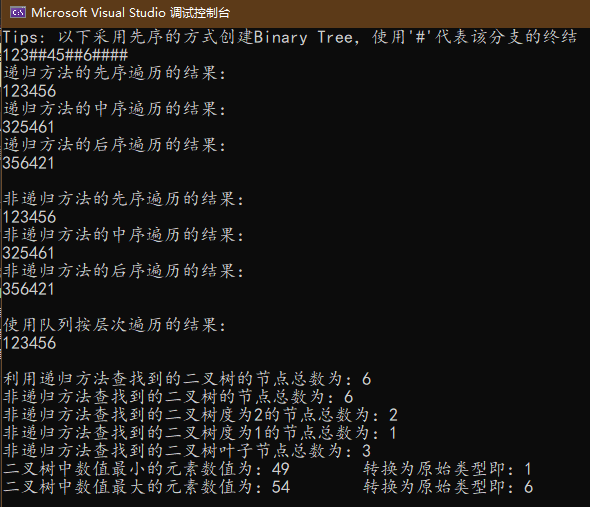 Microsoft Visual Studio 调试控制台
Tips: 以下采用先序的方式创建Binary Tree，使用'#'代表该分支的终结
123##45##6####
递归方法的先序遍历的结果：
123456
递归方法的中序遍历的结果：
325461
递归方法的后序遍历的结果：
356421
非递归方法的先序遍历的结果：
123456
非递归方法的中序遍历的结果：
325461
非递归方法的后序遍历的结果：
356421
使用队列按层次遍历的结果：
123456
利用递归方法查找到的二叉树的节点总数为：6
非递归方法查找到的二叉树的节点总数为：6
非递归方法查找到的二叉树度为2的节点总数为：2
非递归方法查找到的二叉树度为1的节点总数为：1
非递归方法查找到的二叉树叶子节点总数为：3
二叉树中数值最小的元素数值为：49 转换为原始类型即：1
二叉树中数值最大的元素数值为：54 转换为原始类型即：6